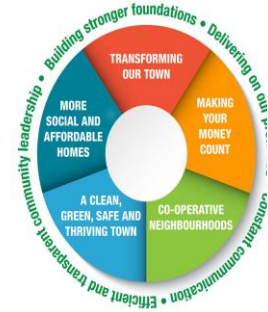 Building stronger foundations • Delivering on our
• Constant communication
• Efficient and transparent community leadership •
TRANSFORMING
OUR TOWN
MAKING
YOUR
MONEY
COUNT
CO-OPERATIVE
NEIGHBOURHOODS
A CLEAN,
GREEN, SAFE AND
THRIVING TOWN
MORE
SOCIAL AND
AFFORDABLE
HOMES